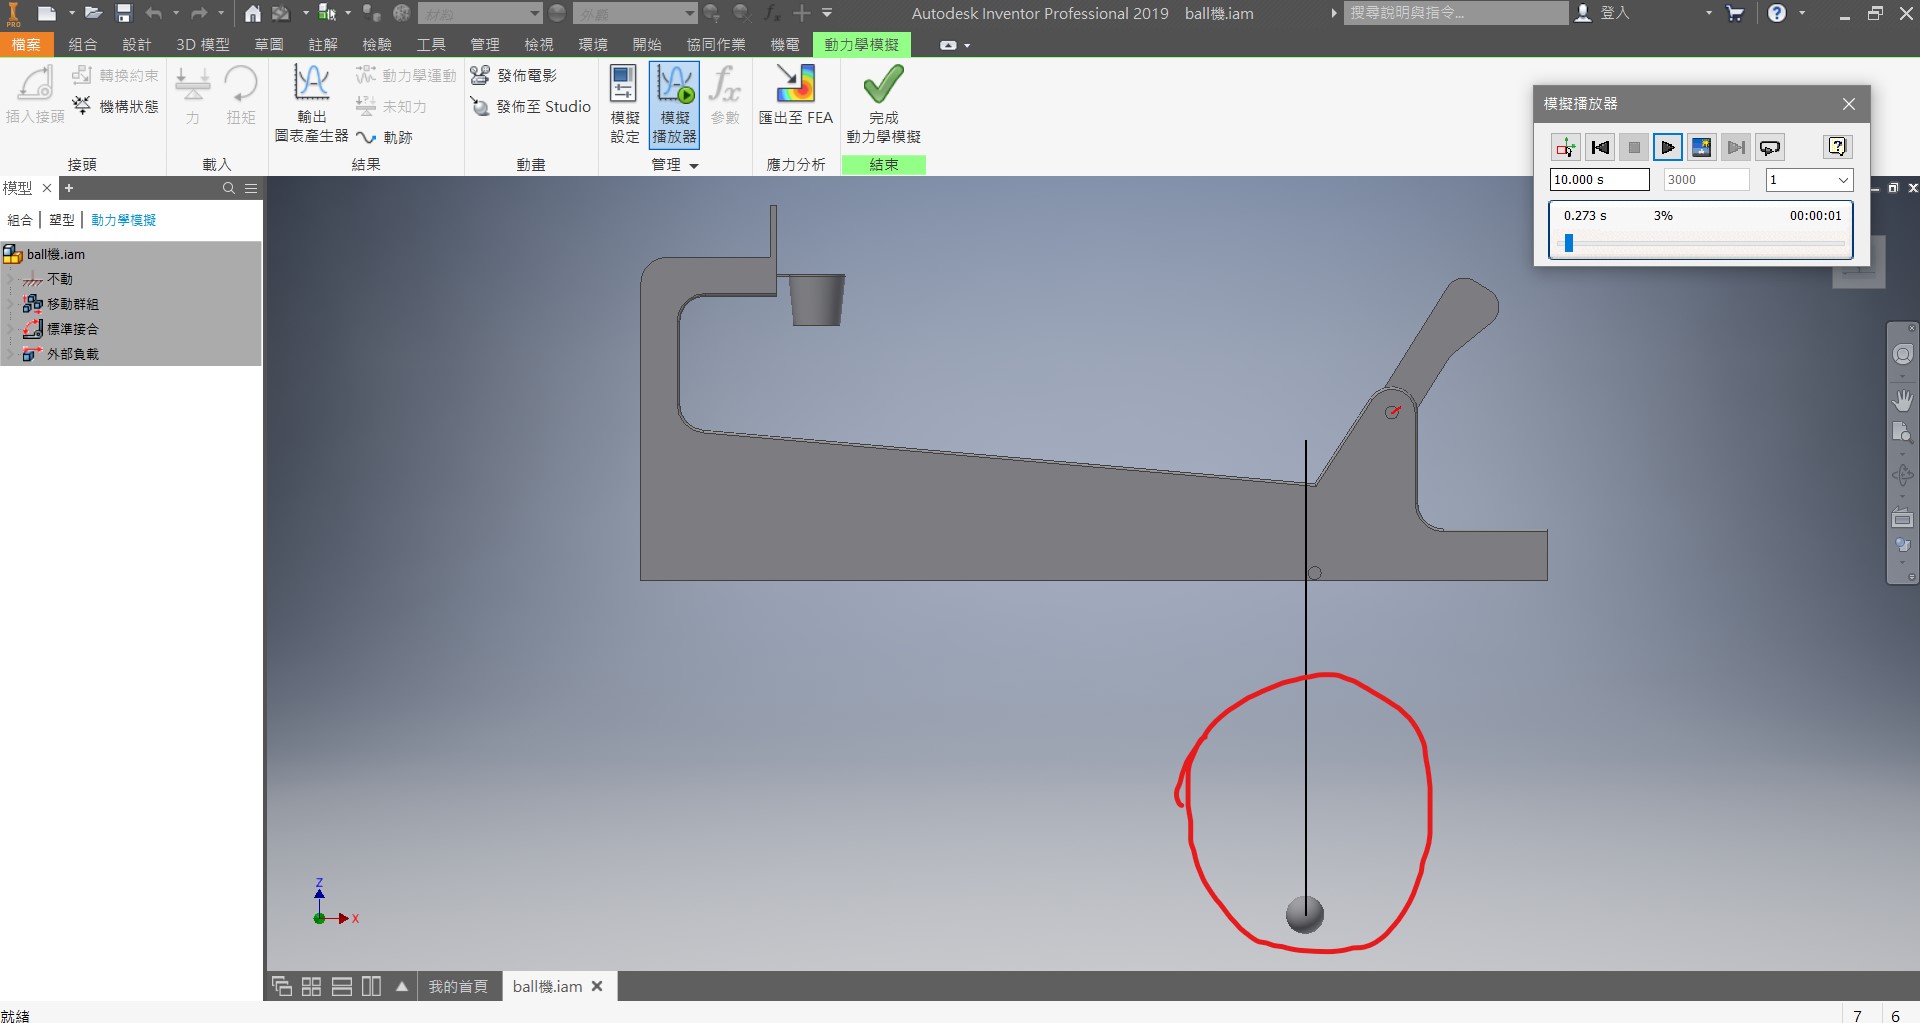 PRO
材料
外觀
Autodesk Inventor Professional 2019 ball機.iam
搜尋說明與指令...
登入
檔案 組合 設計 3D 模型 草圖 註解 檢驗 工具 管理 檢視 環境 開始 協同作業 機電 動力學模擬
插入接頭
轉換約束
機構狀態
接頭
力 扭矩
載入
輸出
圖表產生器
動力學運動
未知力
軌跡
結果
發佈電影
發佈至 Studio
動畫
模擬
設定
模擬
播放器
fx
參數
管理
匯出至 FEA
應力分析
完成
動力學模擬
結束
模擬播放器
10.000 s 3000 1
0.273 s 3% 00:00:01
模型
組合 塑型 動力學模擬
ball機.iam
不動
移動群組
標準接合
外部負載
Z
X
我的首頁 ball機.iam
就緒
7 6